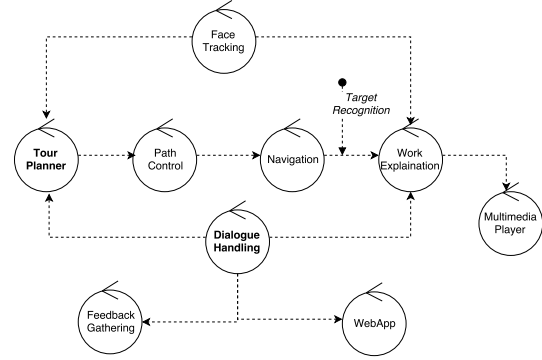 Face
Tracking
Target
Recognition
Tour
Planner
Path
Control
Navigation
Work
Explaination
Multimedia
Player
Dialogue
Handling
Feedback
Gathering
WebApp